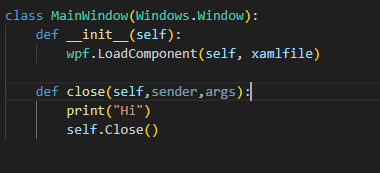 class MainWindow(Windows.Window):
    def __init__(self):
        wpf.LoadComponent(self, xamlfile)

    def close(self,sender,args):
        print("Hi")
        self.Close()